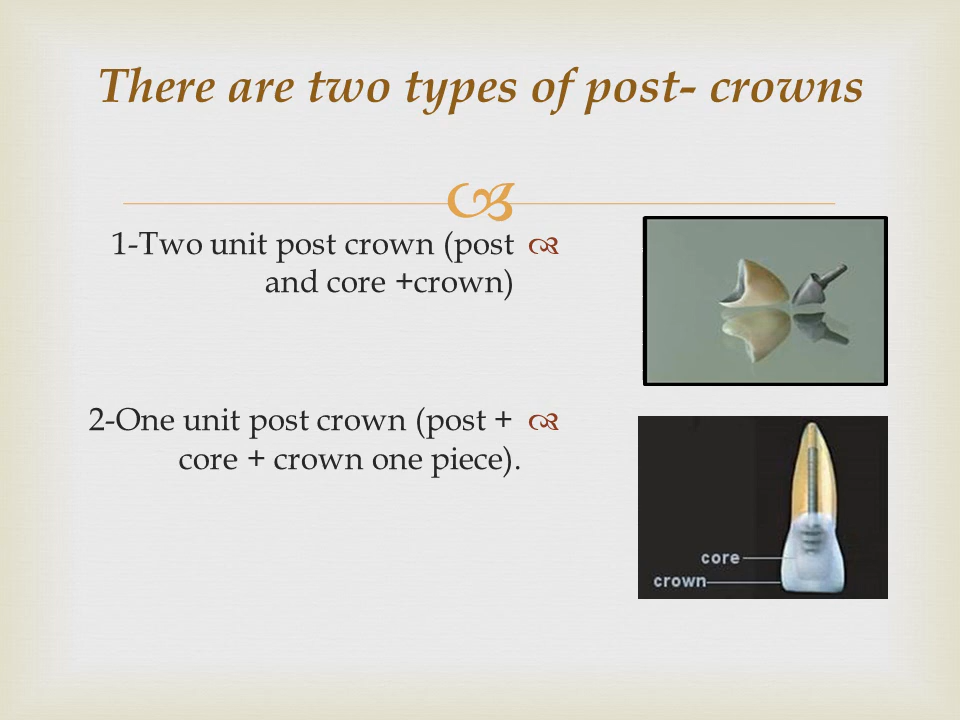 There are two types of post- crowns
1-Two unit post crown (post
and core +crown)
2-One unit post crown (post +
core + crown one piece).
core
crown